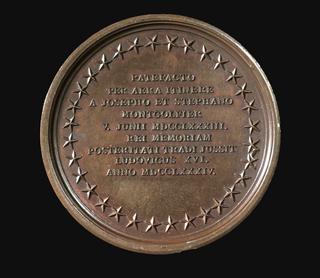 PATEFACTO
PER AERA ITINERE
A JOSEPHO ET STEPHANO
MONTGOLFIER
V. JUNII MDCCLXXXIII.
REI MEMORIAM
POSTERITATI TRADI JUSSIT
LUDOVICUS XVI.
ANNO MDCCLXXXIV.